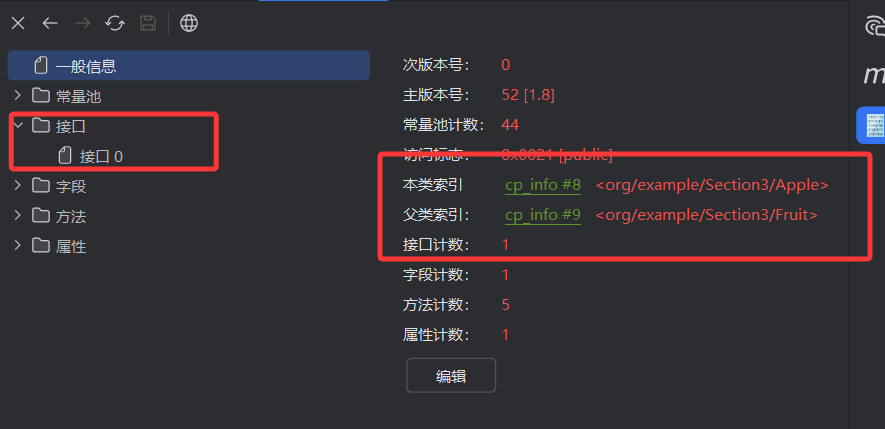 一般信息
常量池
接口
接口 0
字段
方法
属性
次版本号： 0
主版本号： 52 [1.8]
常量池计数： 44
访问标志： 0x0021 [public]
本类索引 cp_info #8 <org/example/Section3/Apple>
父类索引： cp_info #9 <org/example/Section3/Fruit>
接口计数： 1
字段计数： 1
方法计数： 5
属性计数： 1
编辑
m